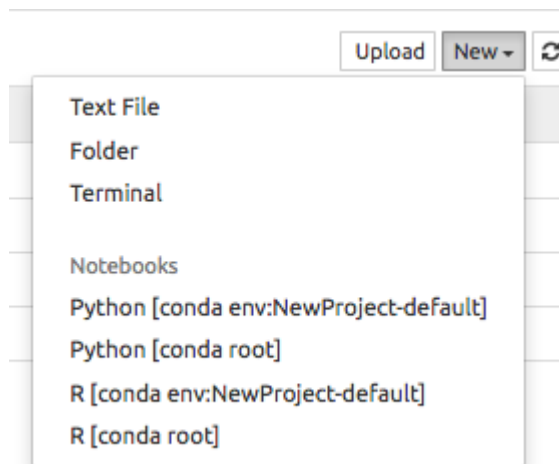 Upload New
Text File
Folder
Terminal
Notebooks
Python [conda env:NewProject-default]
Python [conda root]
R [conda env:NewProject-default]
R [conda root]